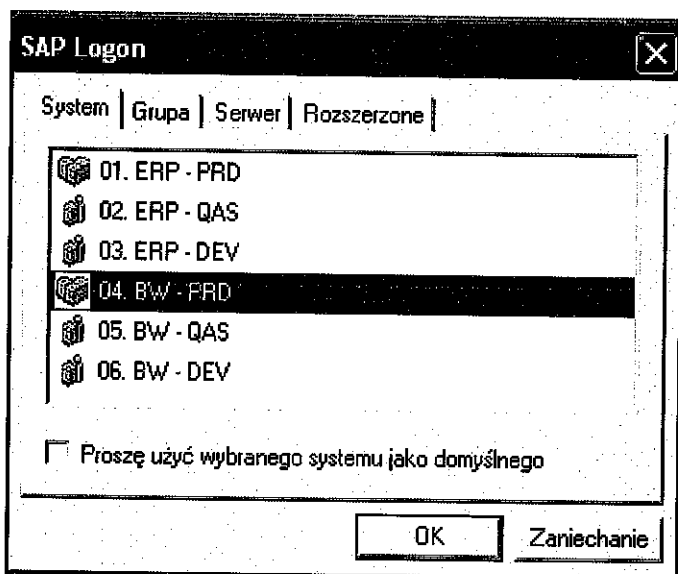 SAP Logon
System Grupa Serwer Rozszerzone
01. ERP - PRD
02. ERP - QAS
03. ERP - DEV
04. BW - PRD
05. BW - QAS
06. BW - DEV
Proszę użyć wybranego systemu jako domyślnego
OK Zaniechanie